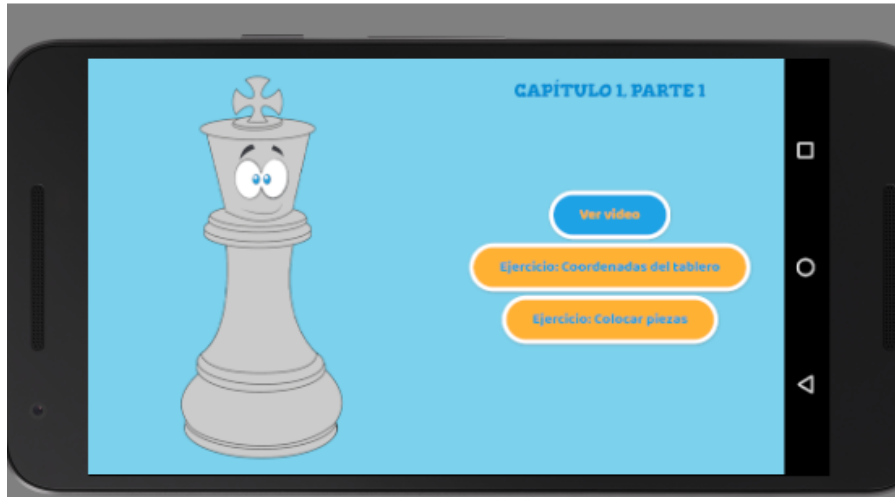 CAPÍTULO 1, PARTE 1
Ver video
Ejercicio: Coordenadas del tablero
Ejercicio: Colocar piezas